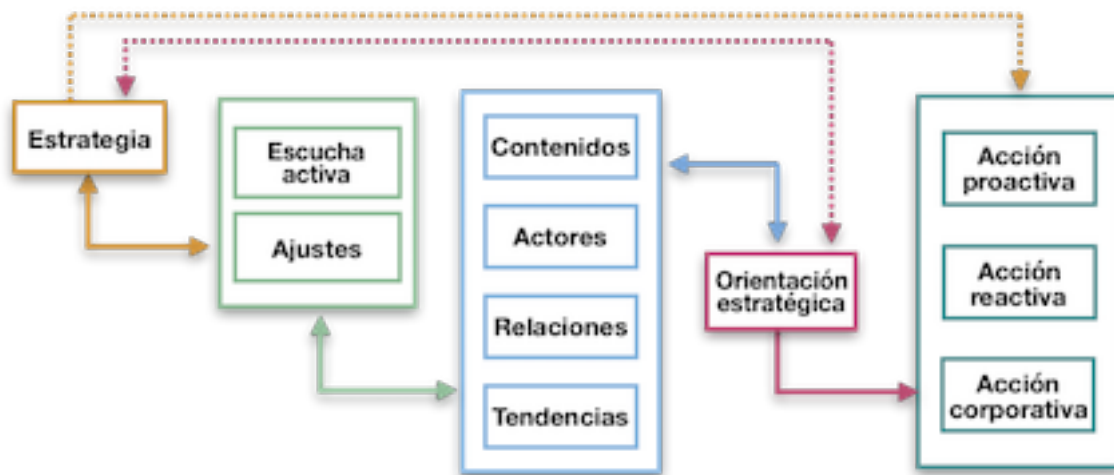 Estrategia
Escucha
activa
Ajustes
Contenidos
Actores
Relaciones
Tendencias
Orientación
estratégica
Acción
proactiva
Acción
reactiva
Acción
corporativa